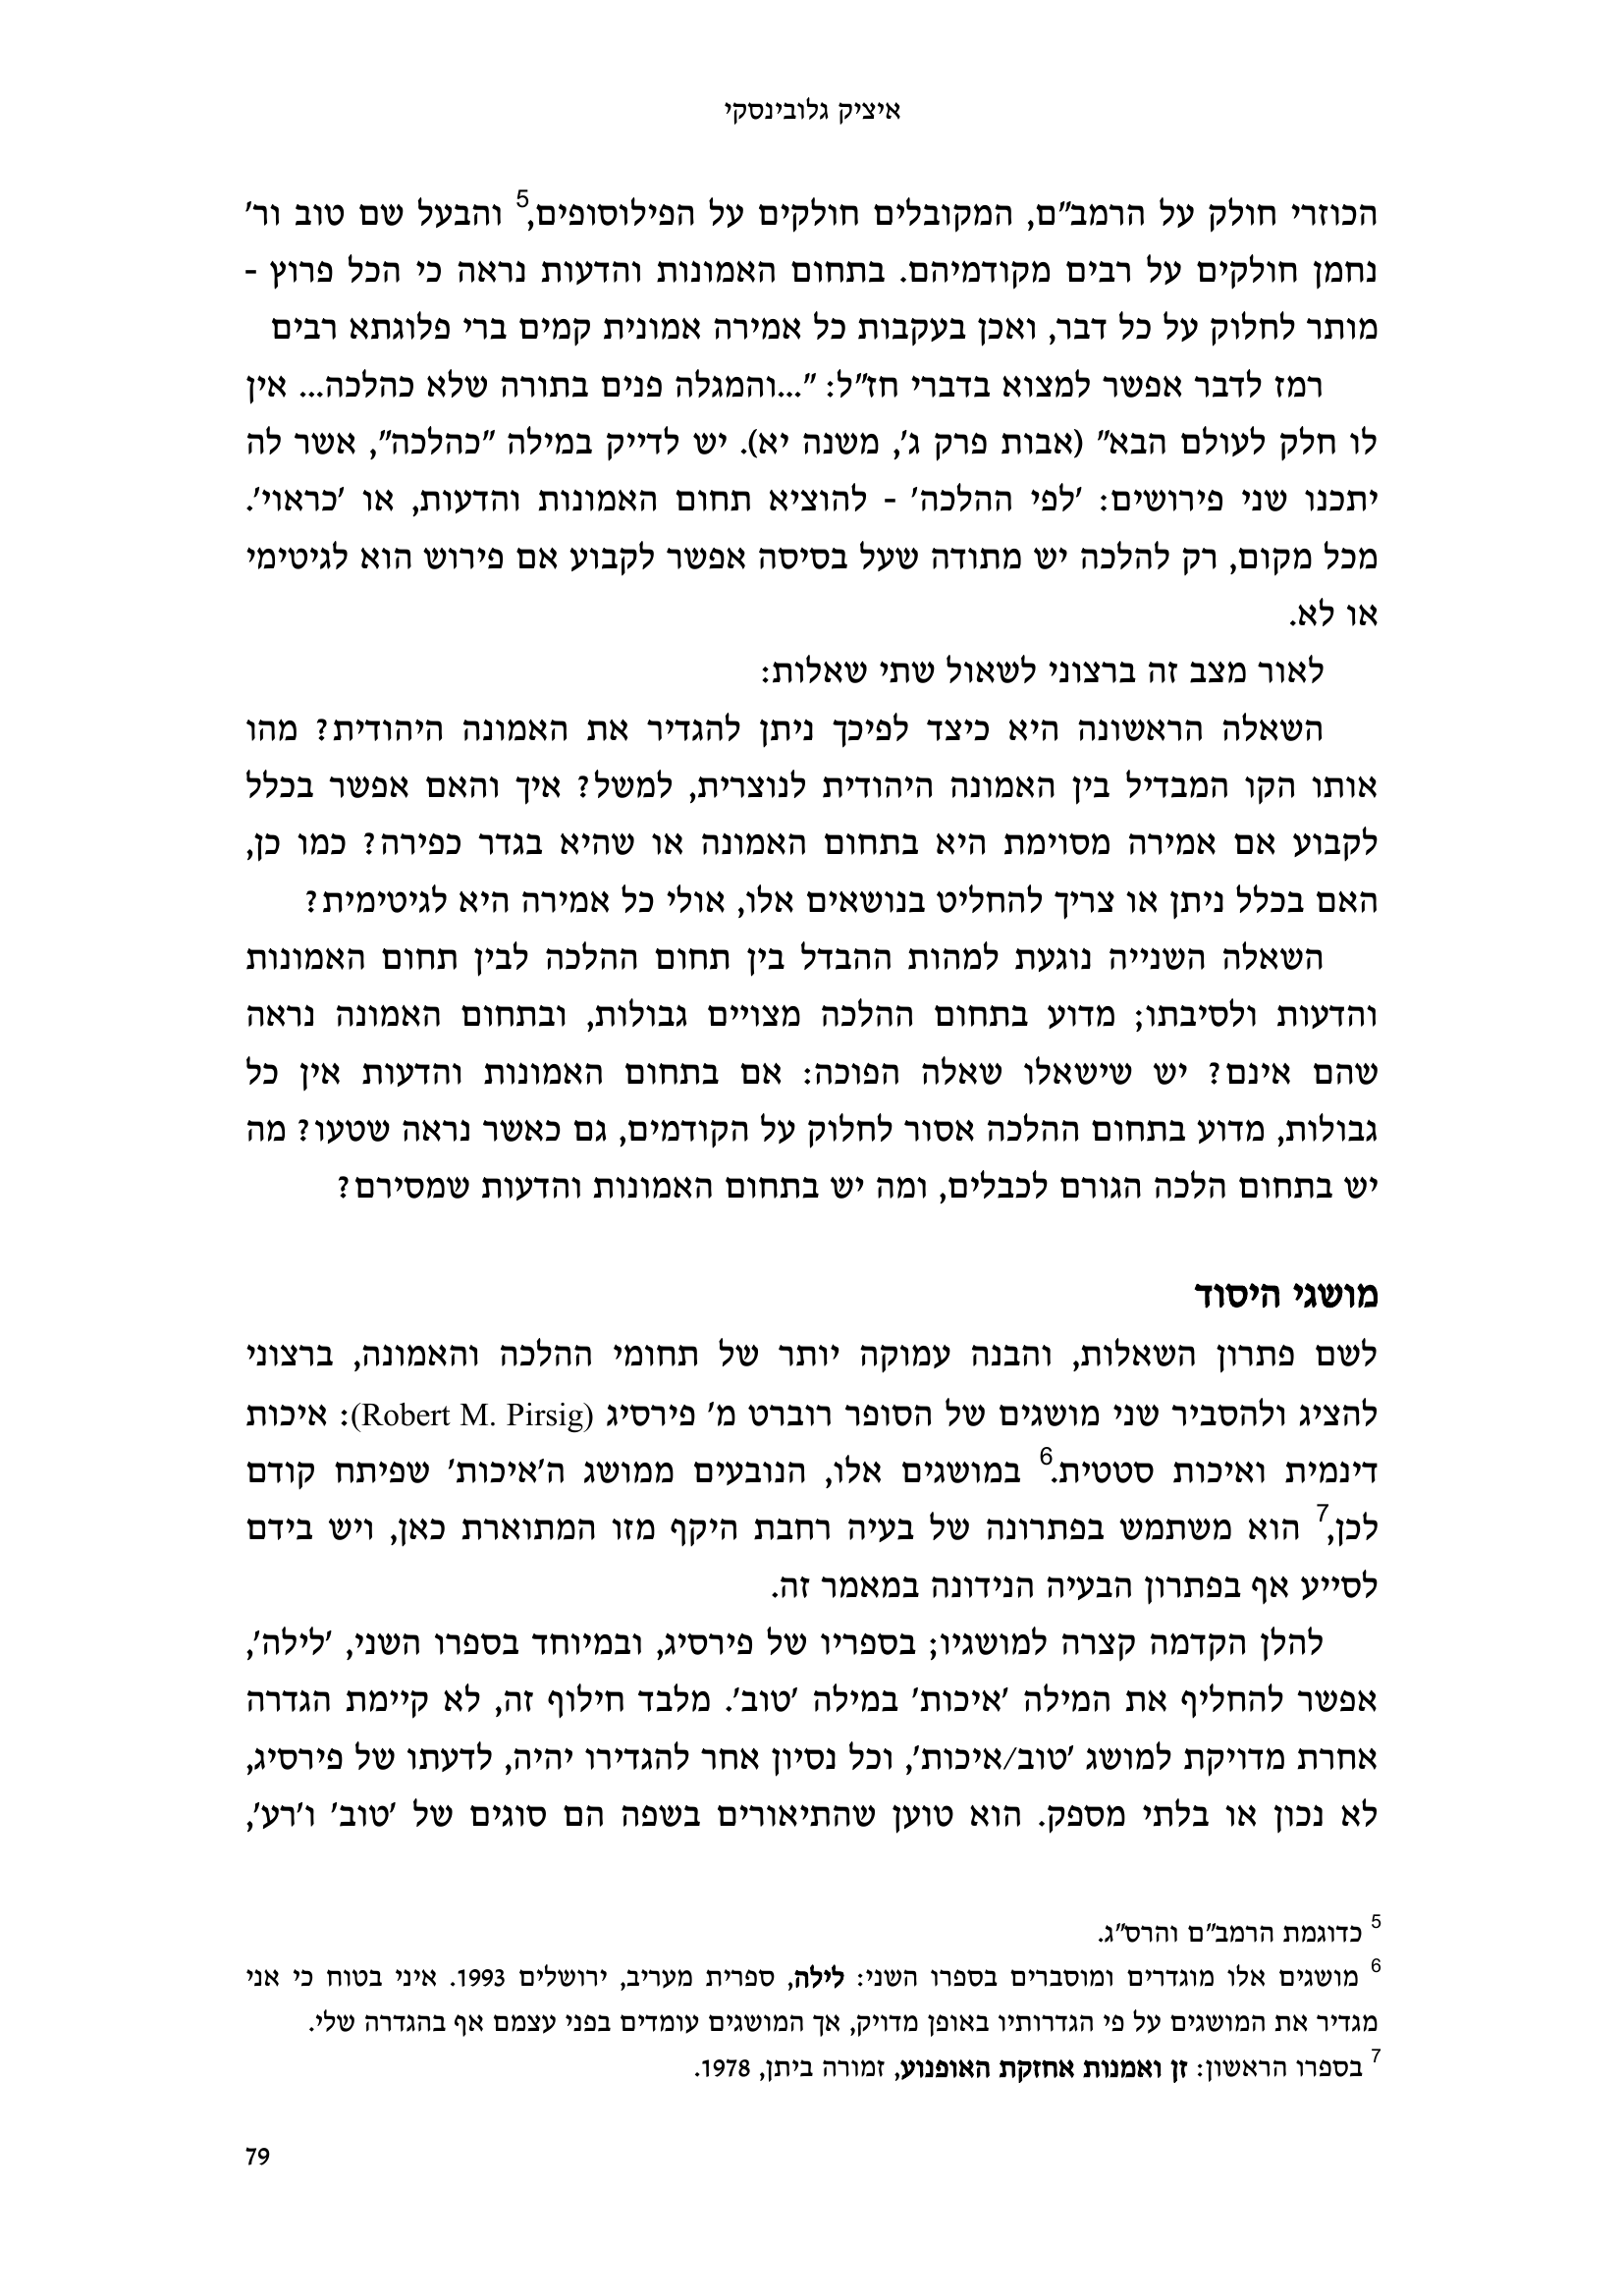 איציק גלובינסקי
הכוזרי חולק על הרמב"ם, המקובלים חולקים על הפילוסופים,5 והבעל שם טוב ור'
נחמן חולקים על רבים מקודמיהם. בתחום האמונות והדעות נראה כי הכל פרוץ -
מותר לחלוק על כל דבר, ואכן בעקבות כל אמירה אמונית קמים ברי פלוגתא רבים
רמז לדבר אפשר למצוא בדברי חז"ל: "...והמגלה פנים בתורה שלא כהלכה... אין
לו חלק לעולם הבא" (אבות פרק ג', משנה יא). יש לדייק במילה "כהלכה", אשר לה
יתכנו שני פירושים: 'לפי ההלכה' - להוציא תחום האמונות והדעות, או 'כראוי'.
מכל מקום, רק להלכה יש מתודה שעל בסיסה אפשר לקבוע אם פירוש הוא לגיטימי
או לא.
לאור מצב זה ברצוני לשאול שתי שאלות:
השאלה הראשונה היא כיצד לפיכך ניתן להגדיר את האמונה היהודית? מהו
אותו הקו המבדיל בין האמונה היהודית לנוצרית, למשל? איך והאם אפשר בכלל
לקבוע אם אמירה מסוימת היא בתחום האמונה או שהיא בגדר כפירה? כמו כן,
האם בכלל ניתן או צריך להחליט בנושאים אלו, אולי כל אמירה היא לגיטימית?
השאלה השנייה נוגעת למהות ההבדל בין תחום ההלכה לבין תחום האמונות
והדעות ולסיבתו; מדוע בתחום ההלכה מצויים גבולות, ובתחום האמונה נראה
שהם אינם? יש שישאלו שאלה הפוכה: אם בתחום האמונות והדעות אין כל
גבולות, מדוע בתחום ההלכה אסור לחלוק על הקודמים, גם כאשר נראה שטעו? מה
יש בתחום הלכה הגורם לכבלים, ומה יש בתחום האמונות והדעות שמסירם?
מושגי היסוד
לשם פתרון השאלות, והבנה עמוקה יותר של תחומי ההלכה והאמונה, ברצוני
להציג ולהסביר שני מושגים של הסופר רוברט מ' פירסיג (Robert M. Pirsig): איכות
דינמית ואיכות סטטית.6 במושגים אלו, הנובעים ממושג ה'איכות' שפיתח קודם
לכן,7 הוא משתמש בפתרונה של בעיה רחבת היקף מזו המתוארת כאן, ויש בידם
לסייע אף בפתרון הבעיה הנידונה במאמר זה.
להלן הקדמה קצרה למושגיו; בספריו של פירסיג, ובמיוחד בספרו השני, 'לילה',
אפשר להחליף את המילה 'איכות' במילה 'טוב'. מלבד חילוף זה, לא קיימת הגדרה
אחרת מדויקת למושג 'טוב/איכות', וכל נסיון אחר להגדירו יהיה, לדעתו של פירסיג,
לא נכון או בלתי מספק. הוא טוען שהתיאורים בשפה הם סוגים של 'טוב' ו'רע',
5 כדוגמת הרמב"ם והרס"ג.
6 מושגים אלו מוגדרים ומוסברים בספרו השני: לילה, ספרית מעריב, ירושלים 1993. איני בטוח כי אני
מגדיר את המושגים על פי הגדרותיו באופן מדויק, אך המושגים עומדים בפני עצמם אף בהגדרה שלי.
7 בספרו הראשון: זן ואמנות אחזקת האופנוע, זמורה ביתן, 1978.
79